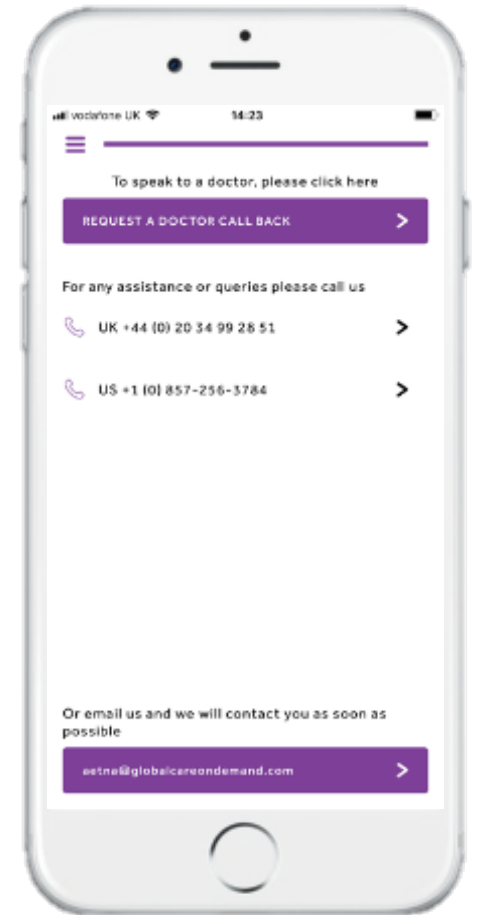 vodafone UK 14:23
To speak to a doctor, please click here
REQUEST A DOCTOR CALL BACK
For any assistance or queries please call us
UK +44 (0) 20 34 99 28 51
US +1 (0) 857-256-3784
Or email us and we will contact you as soon as
possible
aetna@globalcareondemand.com